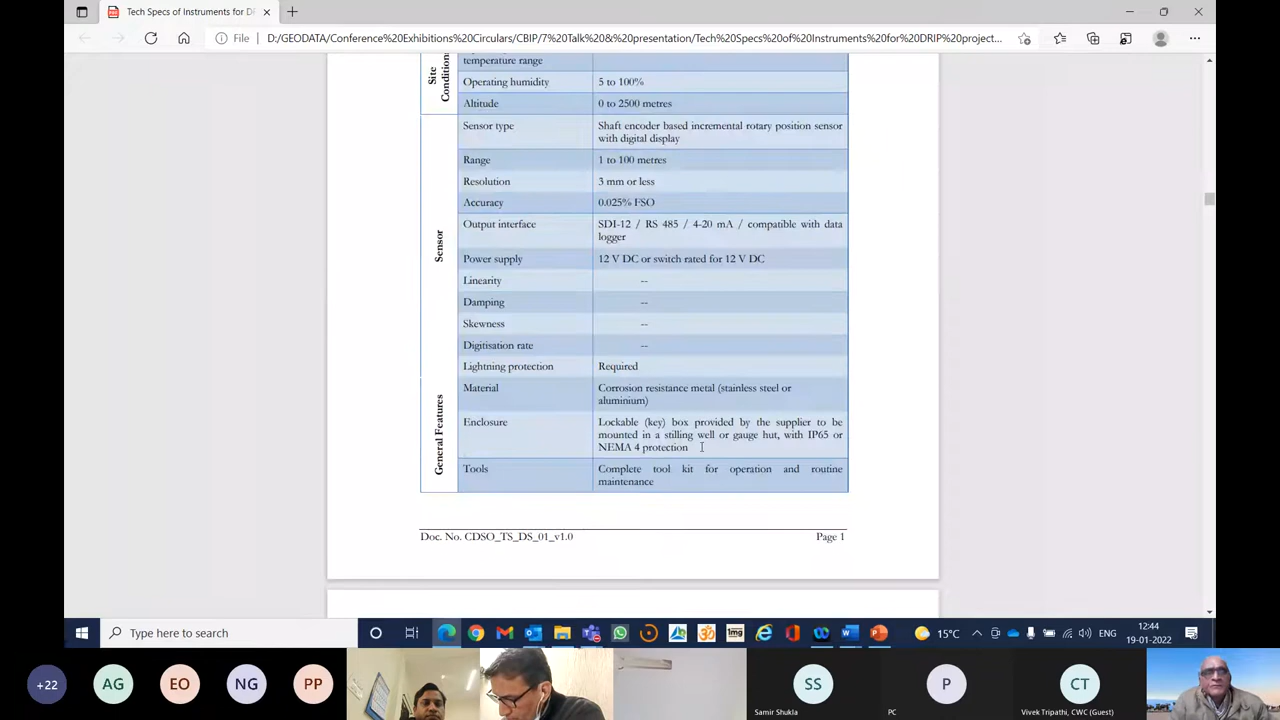 Tech Specs of Instruments for D
File
D:/GEODATA/Conference%20Exhibitions%20Circulars/CBIP/7%20Talk%20&%20presentation/Tech%20Specs%20of%20Instruments%20for%20DRIP%20project...
Site
Condition
temperature range
Operating humidity 5 to 100%
Altitude 0 to 2500 metres
Sensor
Sensor type Shaft encoder based incremental rotary position sensor
with digital display
Range 1 to 100 metres
Resolution 3 mm or less
Accuracy 0.025% FSO
Output interface SDI-12 / RS 485 / 4-20 mA / compatible with data
logger
Power supply 12 V DC or switch rated for 12 V DC
Linearity --
Damping --
Skewness --
Digitisation rate --
Lightning protection Required
General Features
Material Corrosion resistance metal (stainless steel or
aluminium)
Enclosure Lockable (key) box provided by the supplier to be
mounted in a stilling well or gauge hut, with IP65 or
NEMA 4 protection
Tools Complete tool kit for operation and routine
maintenance
Doc. No. CDSO_TS_DS_01_v1.0 Page 1
Type here to search
1mg
15°C
ENG
12:44
19-01-2022
+22
AG
EO
NG
PP
SS
Samir Shukla
P
PC
CT
Vivek Tripathi, CWC (Guest)